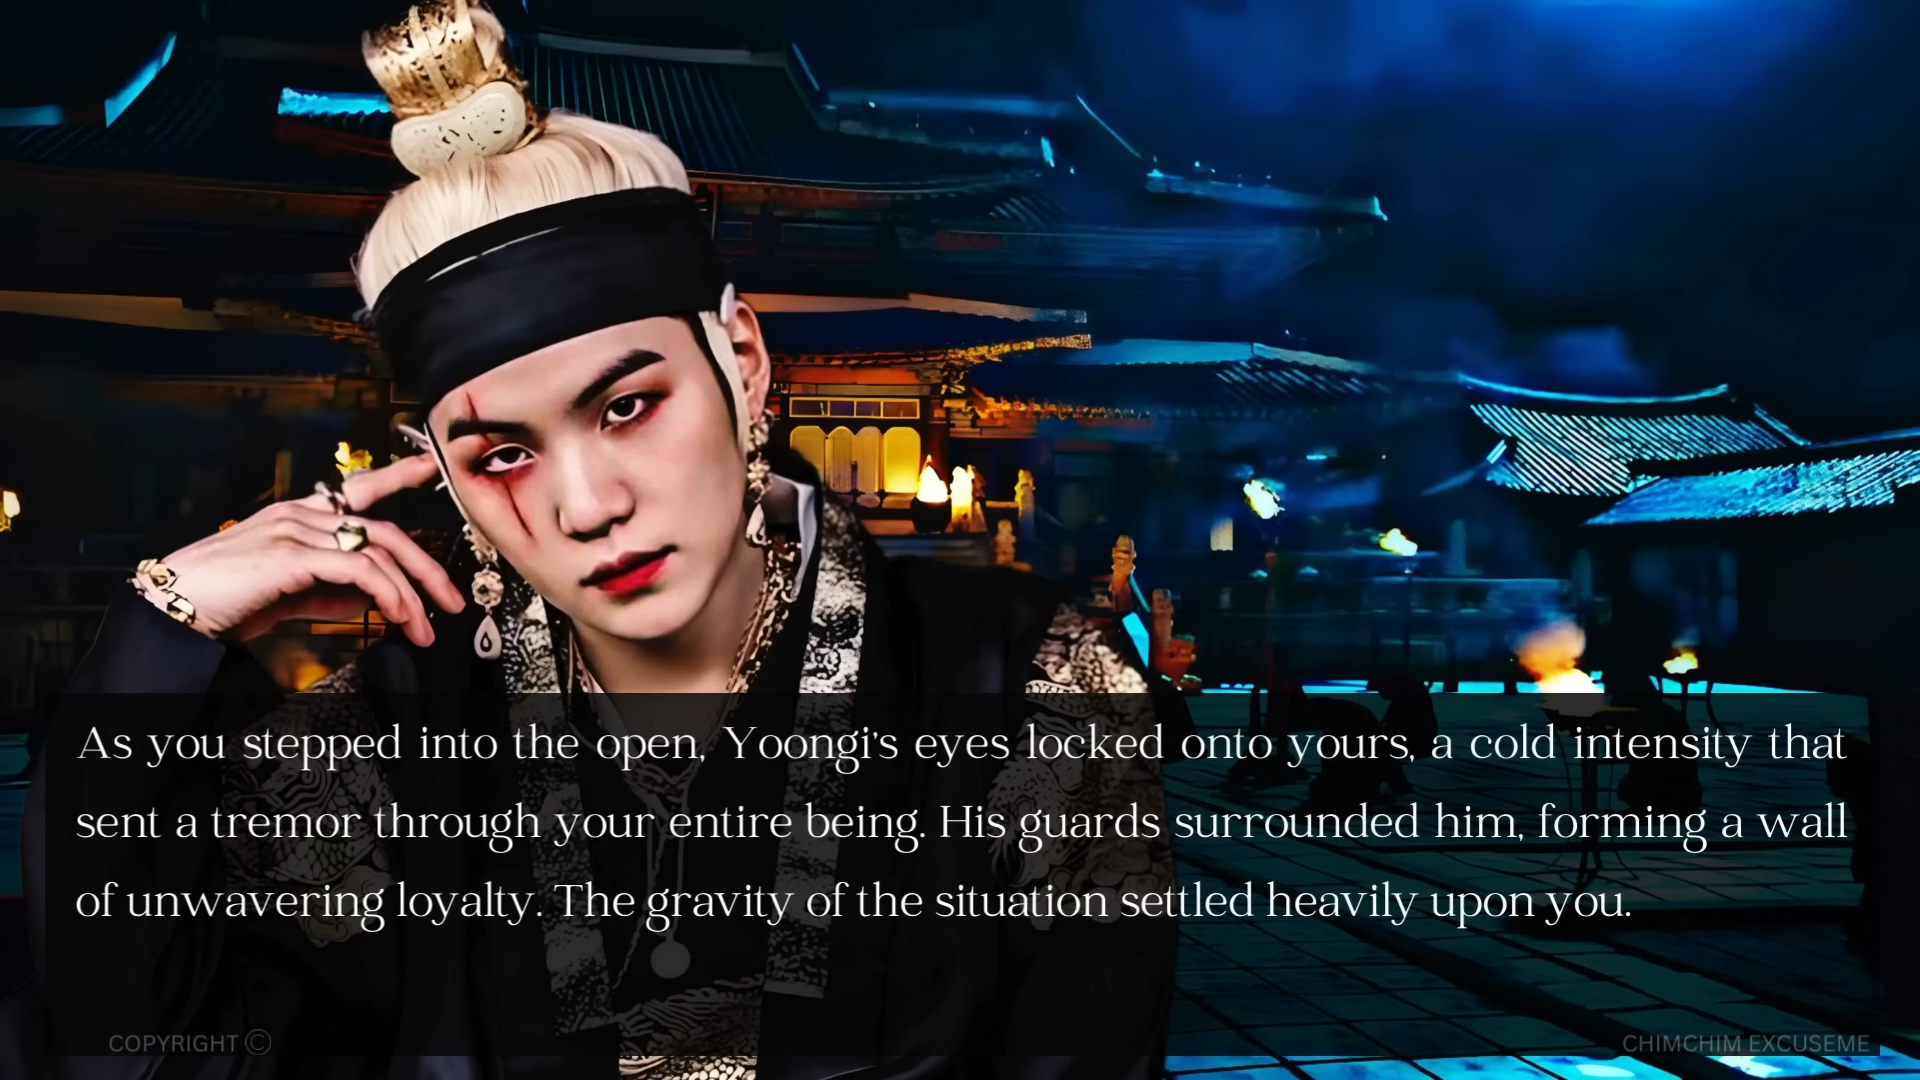 As you stepped into the open, Yoongi's eyes locked onto yours, a cold intensity that
sent a tremor through your entire being. His guards surrounded him, forming a wall
of unwavering loyalty. The gravity of the situation settled heavily upon you.
COPYRIGHT ©
CHIMCHIM EXCUSEME